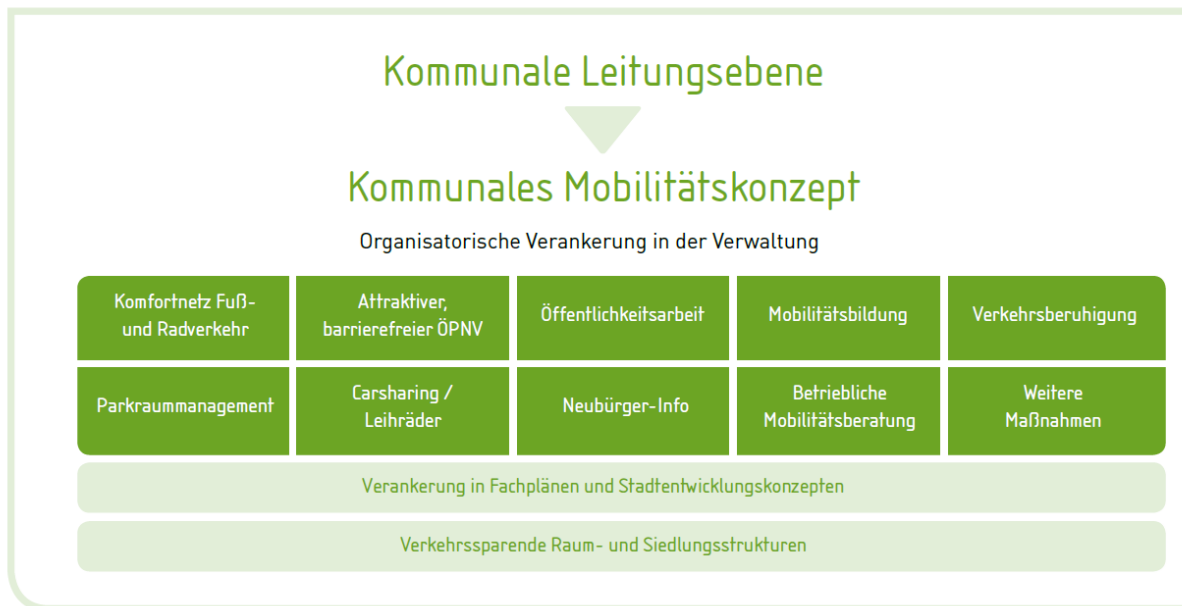 Kommunale Leitungsebene
Kommunales Mobilitätskonzept
Organisatorische Verankerung in der Verwaltung
Komfortnetz Fuß-
und Radverkehr
Attraktiver,
barrierefreier ÖPNV
Öffentlichkeitsarbeit
Mobilitätsbildung
Verkehrsberuhigung
Parkraummanagement
Carsharing /
Leihräder
Neubürger-Info
Betriebliche
Mobilitätsberatung
Weitere
Maßnahmen
Verankerung in Fachplänen und Stadtentwicklungskonzepten
Verkehrssparende Raum- und Siedlungsstrukturen